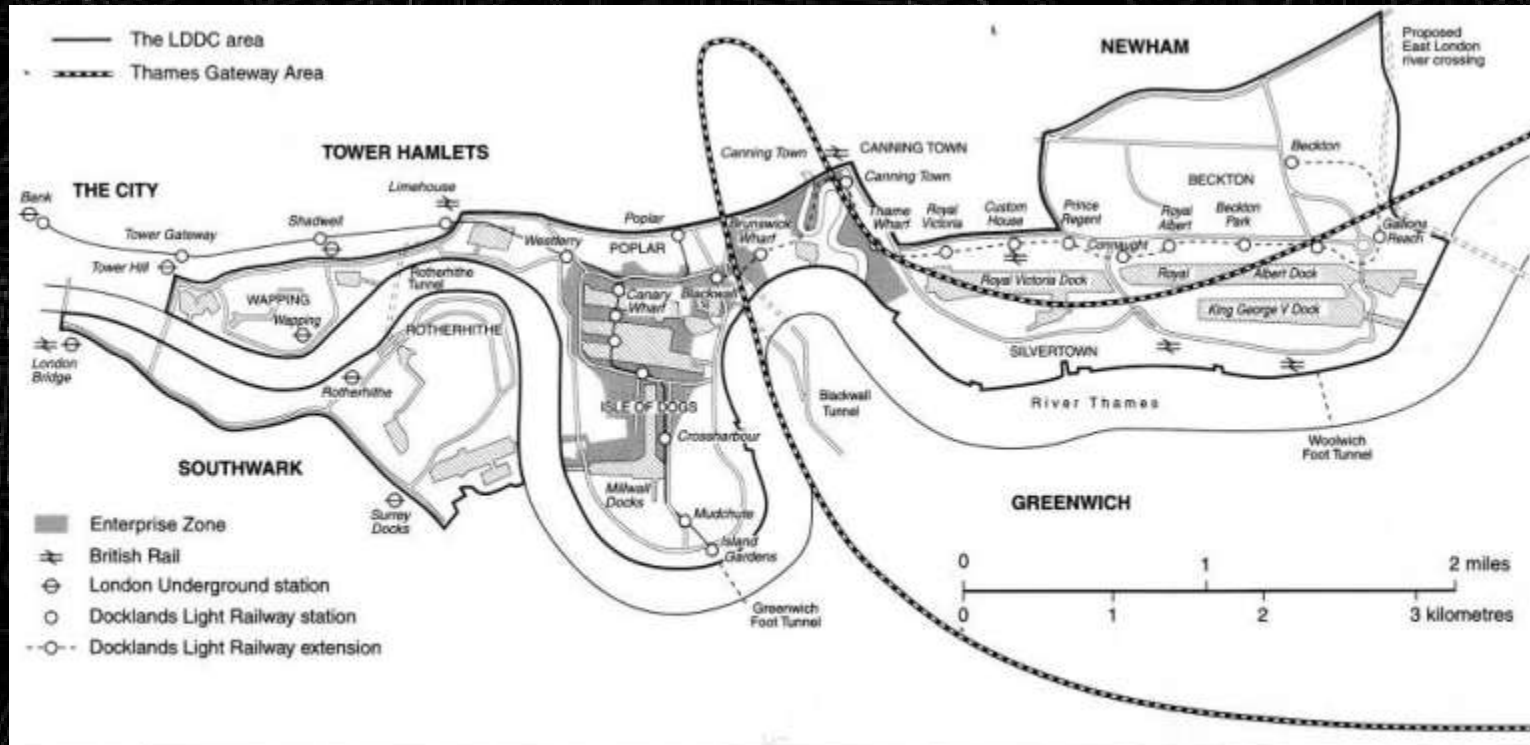 The LDDC area
Thames Gateway Area
NEWHAM
Proposed
East London
river crossing
TOWER HAMLETS
THE CITY
Bank
Limehouse
Canning Town
CANNING TOWN
Canning Town
Beckton
BECKTON
Tower Gateway
Shadwell
Poplar
Tower Hill
Westferry
POPLAR
Brunswick
Wharf
Thame
Wharf
Royal
Victoria
Custom
House
Prince
Regent
Connaught
Royal
Albert
Beckton
Park
Gallions
Reach
Rotherhithe
Tunnel
WAPPING
Wapping
Canary
Wharf
Blackwall
Royal Victoria Dock
Royal
Albert Dock
King George V Dock
ROTHERHITHE
London
Bridge
Rotherhithe
SILVERTOWN
ISLE OF DOGS
Blackwall
Tunnel
River Thames
Crossharbour
Woolwich
Foot Tunnel
SOUTHWARK
Millwall
Docks
GREENWICH
Surrey
Docks
Mudchute
Island
Gardens
Greenwich
Foot Tunnel
Enterprise Zone
British Rail
London Underground station
Docklands Light Railway station
Docklands Light Railway extension
0 1 2 miles
0 1 2 3 kilometres